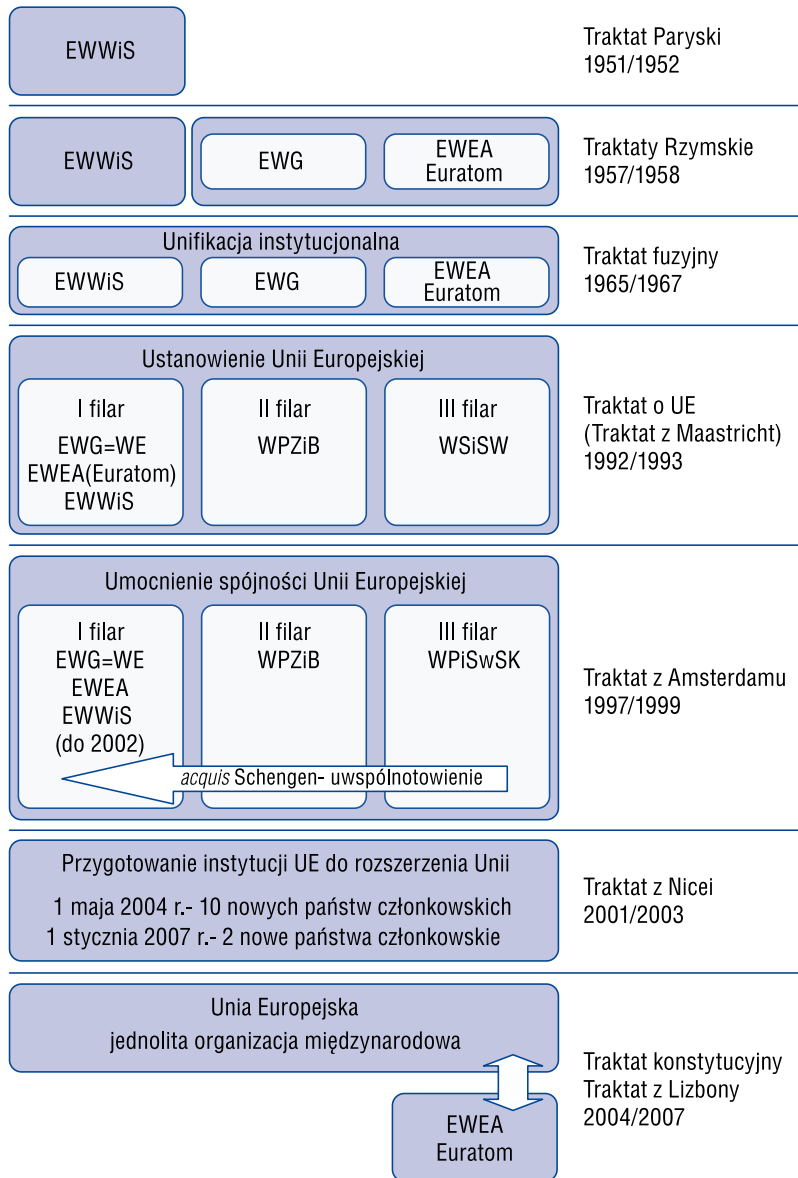 EWWiS
Traktat Paryski
1951/1952
EWWiS
EWG
EWEA
Euratom
Traktaty Rzymskie
1957/1958
Unifikacja instytucjonalna
EWWiS
EWG
EWEA
Euratom
Traktat fuzyjny
1965/1967
Ustanowienie Unii Europejskiej
I filar
EWG=WE
EWEA(Euratom)
EWWiS
II filar
WPZiB
III filar
WSiSW
Traktat o UE
(Traktat z Maastricht)
1992/1993
Umocnienie spójności Unii Europejskiej
I filar
EWG=WE
EWEA
EWWiS
(do 2002)
II filar
WPZiB
III filar
WPiSwSK
acquis Schengen- uwspólnotowienie
Traktat z Amsterdamu
1997/1999
Przygotowanie instytucji UE do rozszerzenia Unii
1 maja 2004 r.- 10 nowych państw członkowskich
1 stycznia 2007 r.- 2 nowe państwa członkowskie
Traktat z Nicei
2001/2003
Unia Europejska
jednolita organizacja międzynarodowa
EWEA
Euratom
Traktat konstytucyjny
Traktat z Lizbony
2004/2007